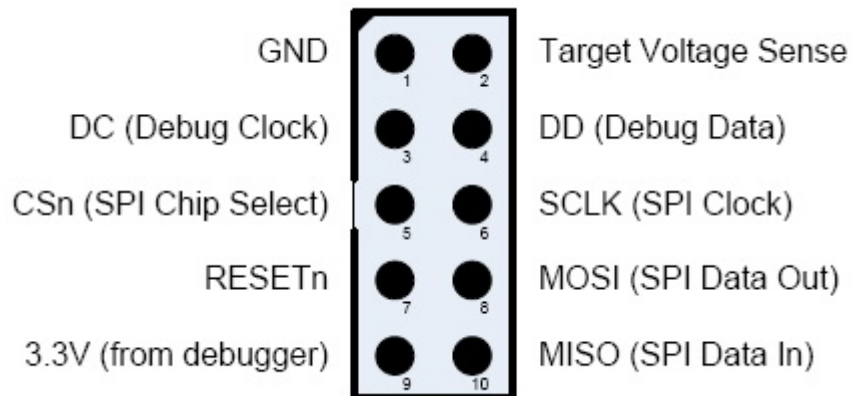 GND 1 2 Target Voltage Sense
DC (Debug Clock) 3 4 DD (Debug Data)
CSn (SPI Chip Select) 5 6 SCLK (SPI Clock)
RESETn 7 8 MOSI (SPI Data Out)
3.3V (from debugger) 9 10 MISO (SPI Data In)